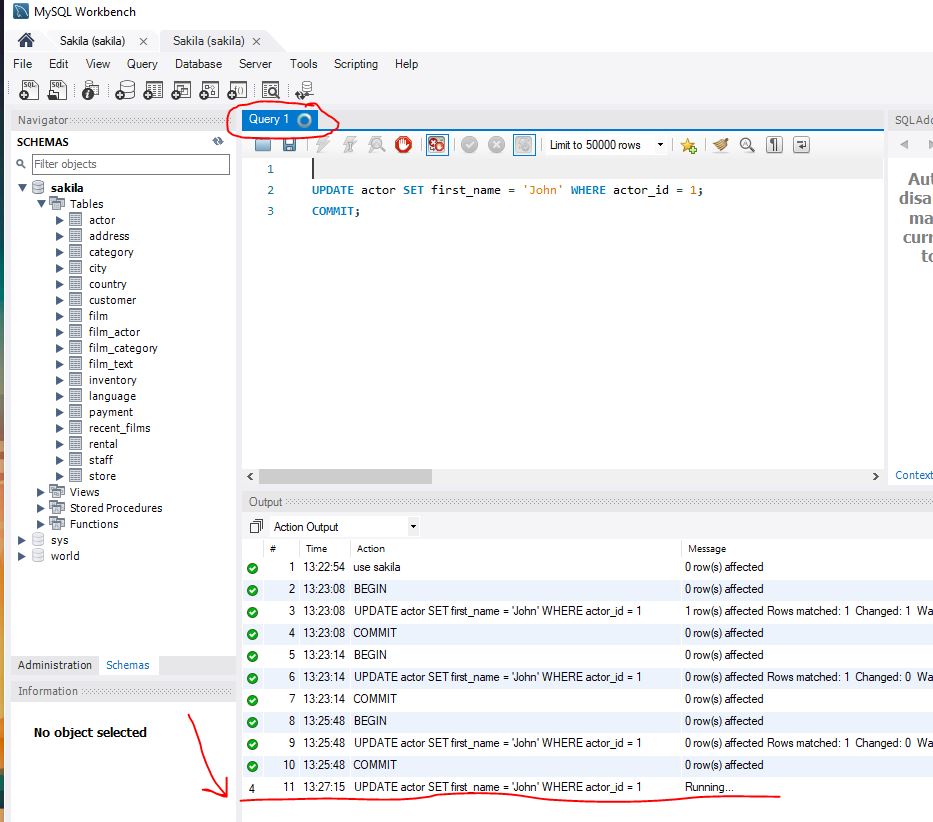 MySQL Workbench
Sakila (sakila) × Sakila (sakila) ×
File Edit View Query Database Server Tools Scripting Help
Navigator
SCHEMAS
Filter objects
sakila
Tables
actor
address
category
city
country
customer
film
film_actor
film_category
film_text
inventory
language
payment
recent_films
rental
staff
store
Views
Stored Procedures
Functions
sys
world
Administration Schemas
Information
No object selected
Query 1
Limit to 50000 rows
1
2 UPDATE actor SET first_name = 'John' WHERE actor_id = 1;
3 COMMIT;
Output
Action Output
# Time Action Message
1 13:22:54 use sakila 0 row(s) affected
2 13:23:08 BEGIN 0 row(s) affected
3 13:23:08 UPDATE actor SET first_name = 'John' WHERE actor_id = 1 1 row(s) affected Rows matched: 1 Changed: 1 Wa
4 13:23:08 COMMIT 0 row(s) affected
5 13:23:14 BEGIN 0 row(s) affected
6 13:23:14 UPDATE actor SET first_name = 'John' WHERE actor_id = 1 0 row(s) affected Rows matched: 1 Changed: 0 Wa
7 13:23:14 COMMIT 0 row(s) affected
8 13:25:48 BEGIN 0 row(s) affected
9 13:25:48 UPDATE actor SET first_name = 'John' WHERE actor_id = 1 0 row(s) affected Rows matched: 1 Changed: 0 Wa
10 13:25:48 COMMIT 0 row(s) affected
4 11 13:27:15 UPDATE actor SET first_name = 'John' WHERE actor_id = 1 Running...
SQLAdd
Aut
disa
ma
curr
to
Context